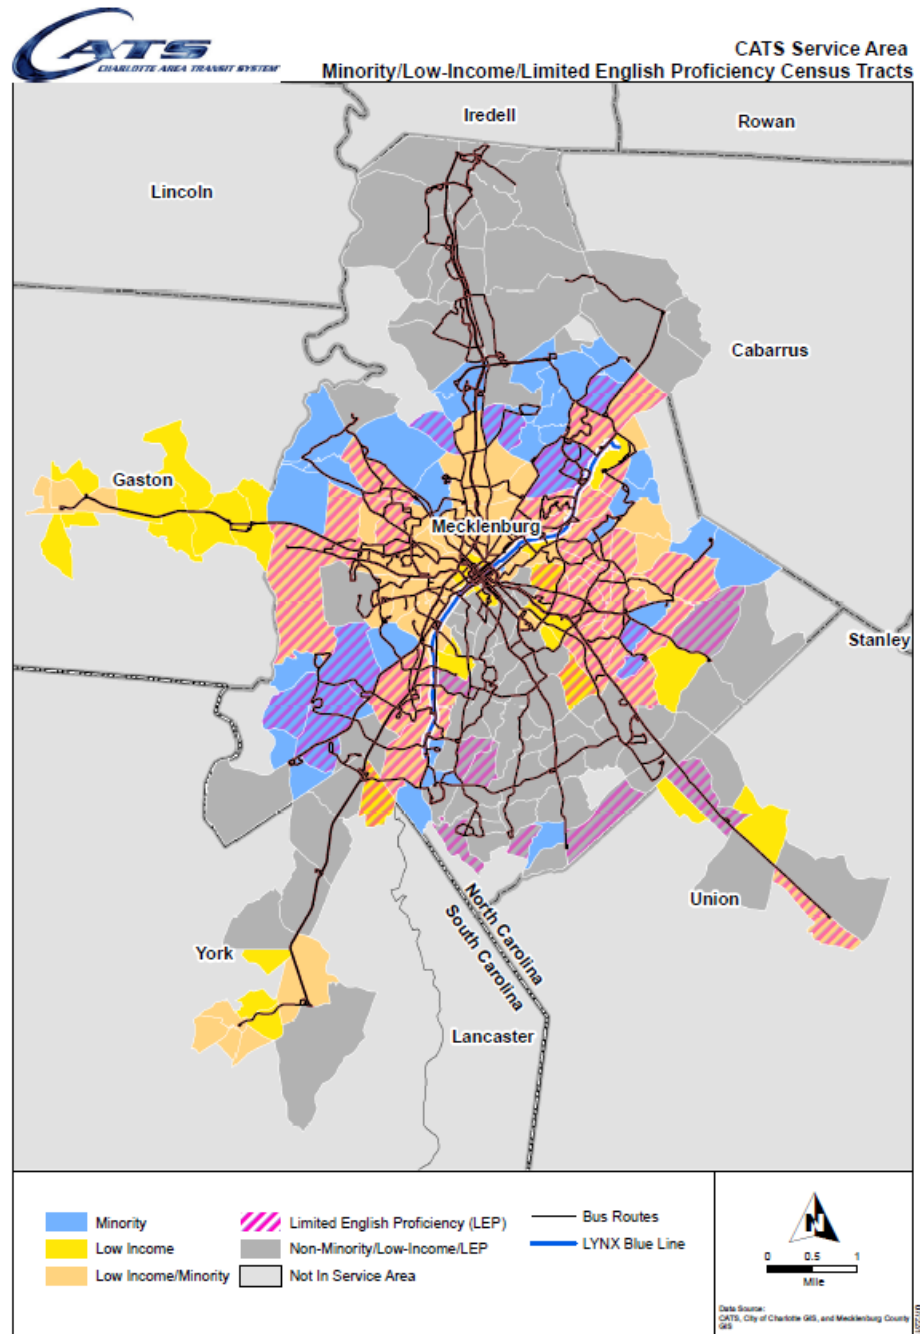 CATS
CHARLOTTE AREA TRANSIT SYSTEM
CATS Service Area
Minority/Low-Income/Limited English Proficiency Census Tracts
Iredell
Rowan
Lincoln
Cabarrus
Gaston
Mecklenburg
Stanley
Union
North Carolina
South Carolina
York
Lancaster
Minority
Low Income
Low Income/Minority
Limited English Proficiency (LEP)
Non-Minority/Low-Income/LEP
Not In Service Area
Bus Routes
LYNX Blue Line
N
0 0.5 1
Mile
Data Source:
CATS, City of Charlotte GIS, and Mecklenburg County
GIS